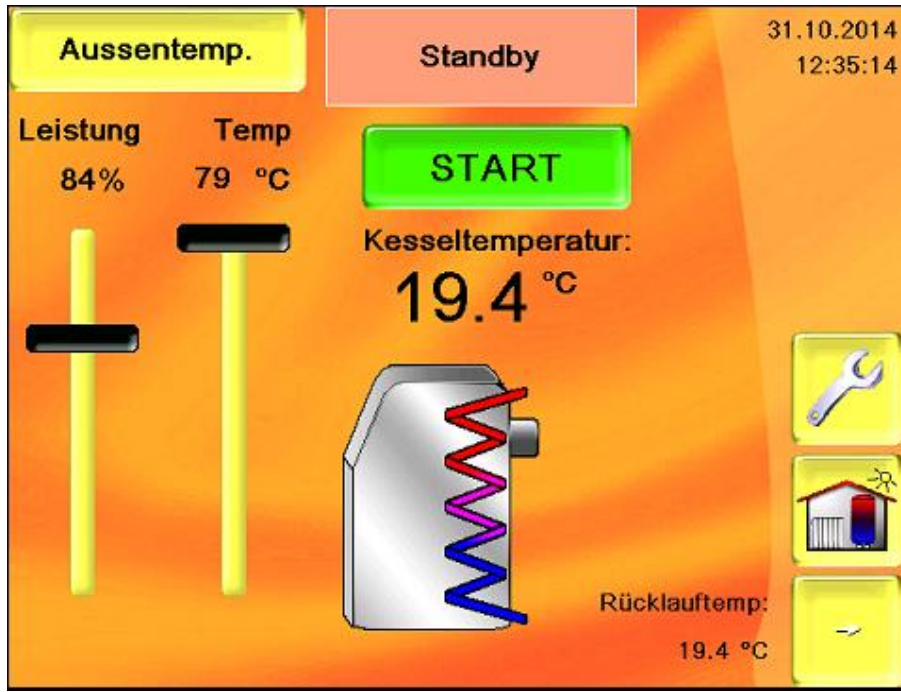 Aussentemp.
Standby
31.10.2014
12:35:14
Leistung
Temp
84%
79 °C
START
Kesseltemperatur:
19.4 °C
Rücklauftemp:
19.4 °C